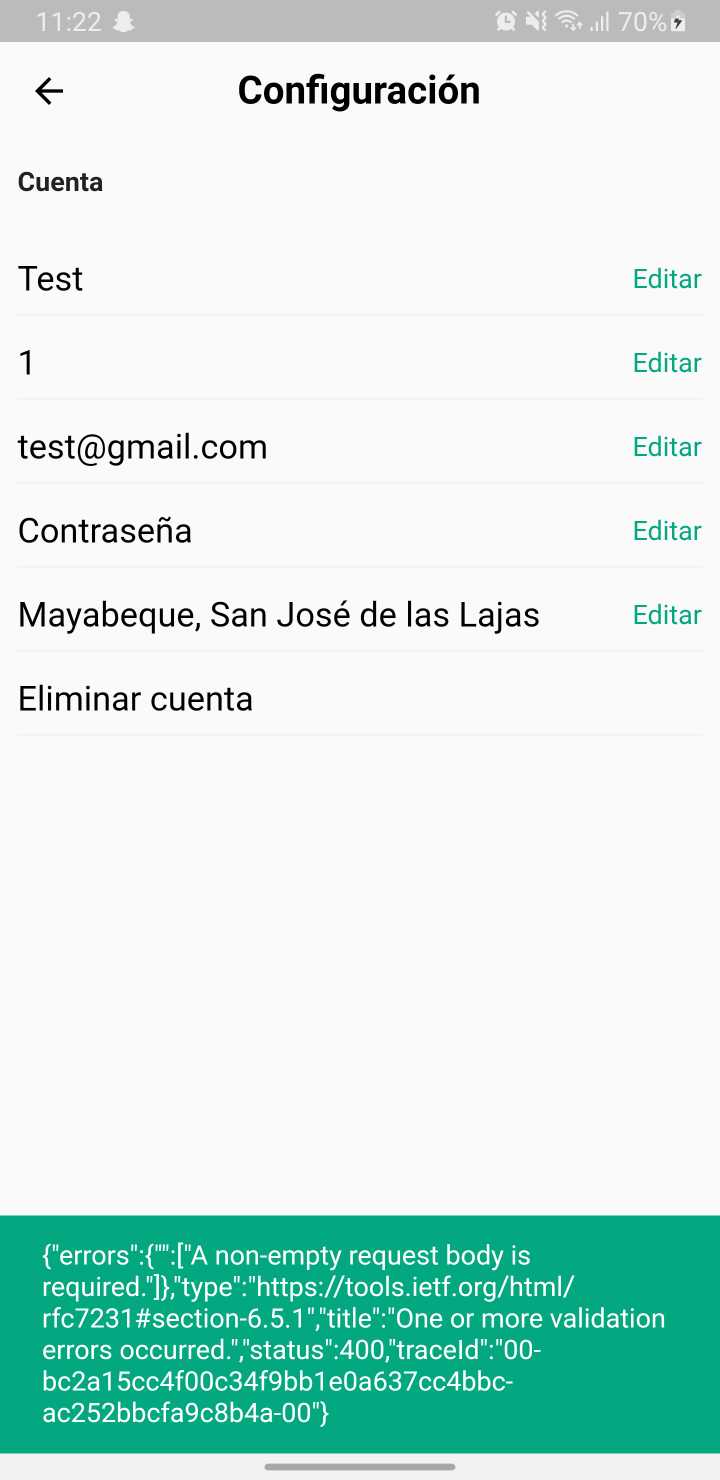 11:22 70%
Configuración
Cuenta
Test Editar
1 Editar
test@gmail.com Editar
Contraseña Editar
Mayabeque, San José de las Lajas Editar
Eliminar cuenta
{"errors":{"":["A non-empty request body is
required."]},"type":"https://tools.ietf.org/html/
rfc7231#section-6.5.1","title":"One or more validation
errors occurred.","status":400,"traceId":"00-
bc2a15cc4f00c34f9bb1e0a637cc4bbc-
ac252bbcfa9c8b4a-00"}